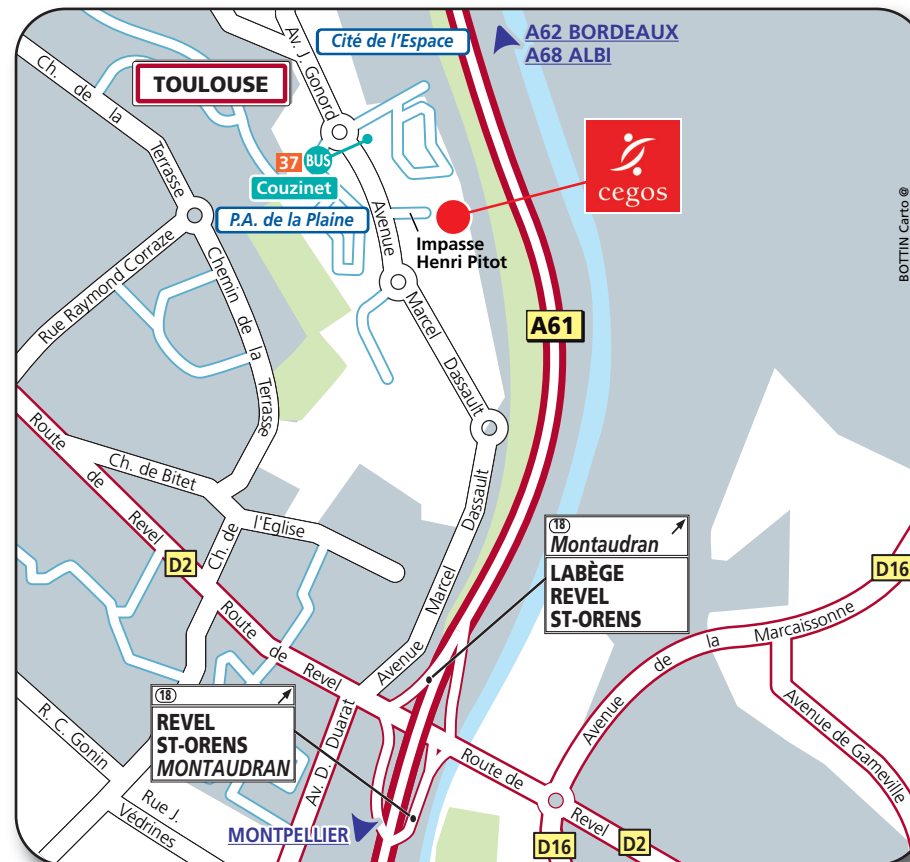 A62 BORDEAUX
A68 ALBI
Cité de l'Espace
Av. J. Gonord
Ch. de la Terrasse
TOULOUSE
37 BUS
Couzinet
P.A. de la Plaine
cegos
BOTTIN Carto @
Impasse
Henri Pitot
Avenue Marcel Dassault
Rue Raymond Corraze
Chemin de la Terrasse
A61
Route de Revel
Ch. de Bitet
Ch. de l'Eglise
D2
Avenue Marcel Dassault
18
Montaudran
LABÈGE
REVEL
ST-ORENS
D16
Avenue de la Marcaissonne
Route de Revel
Avenue de Gameville
18
REVEL
ST-ORENS
MONTAUDRAN
R. C. Gonin
Av. D. Duarat
Rue J.
Védrines
MONTPELLIER
Route de Revel
D16
D2